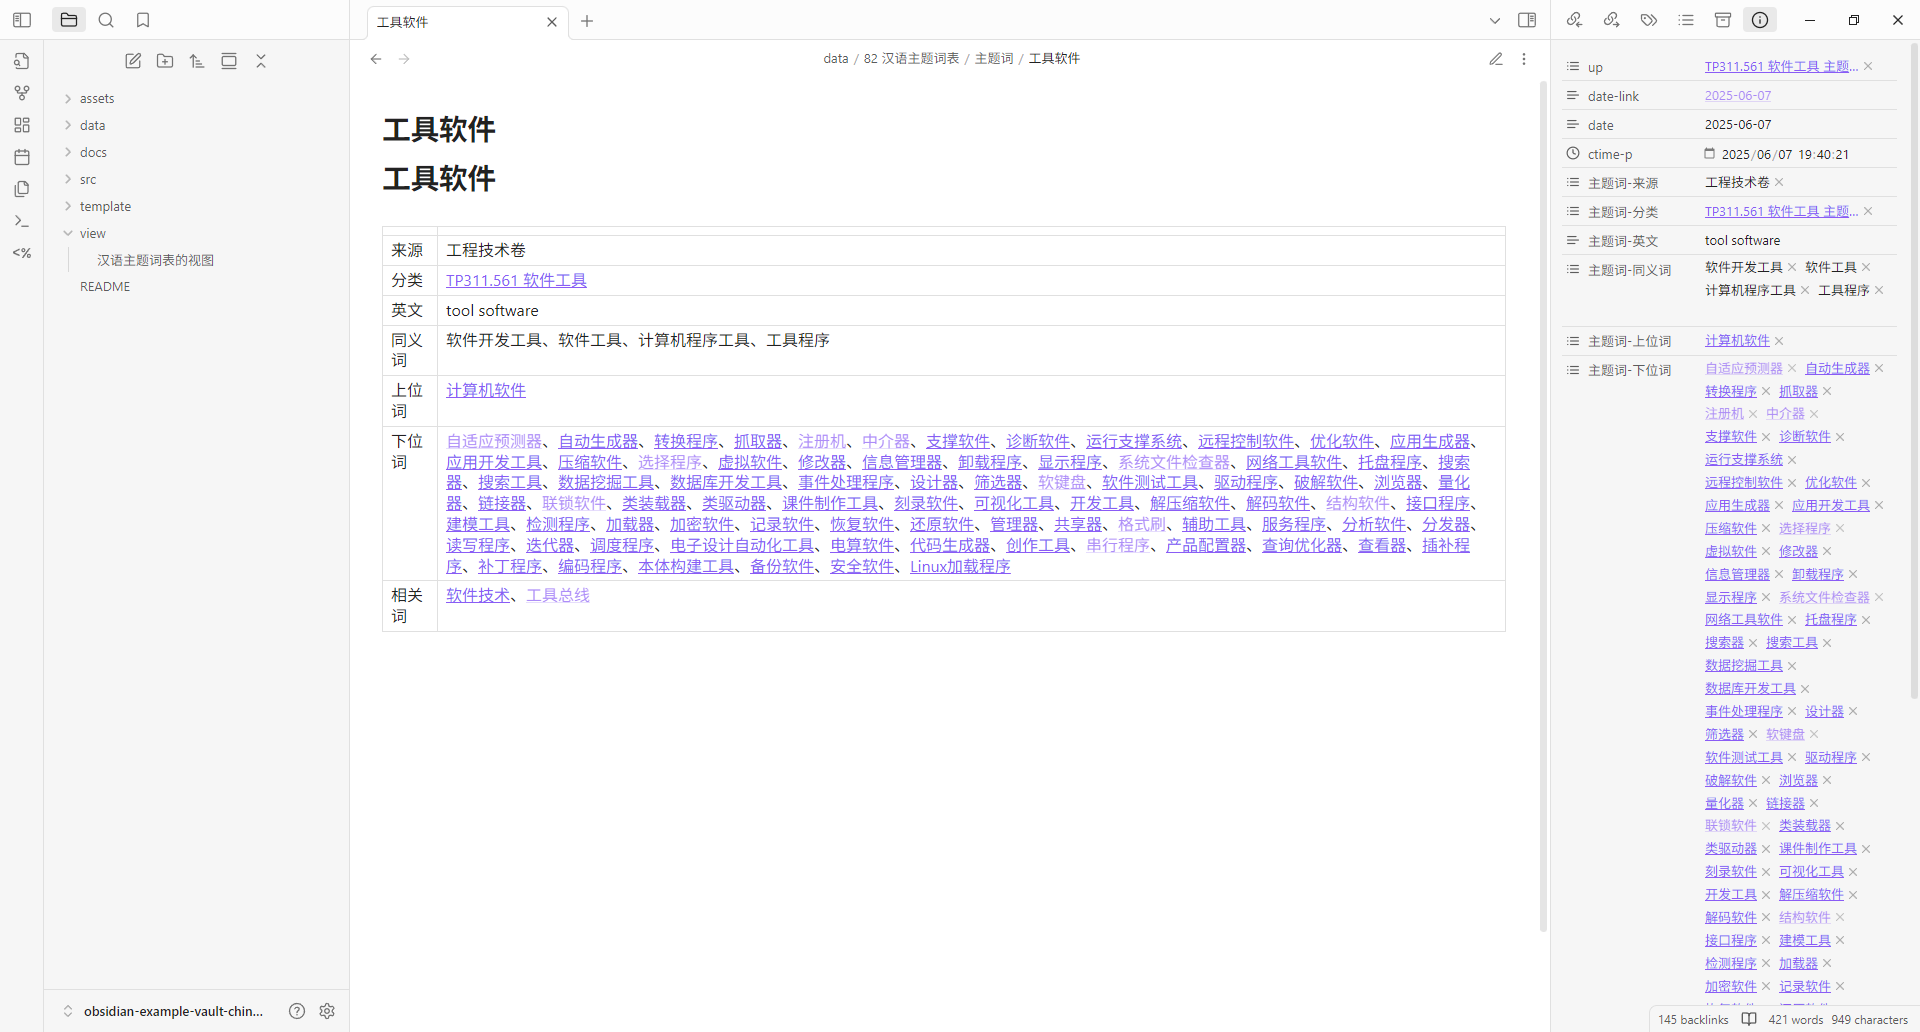 工具软件
data / 82 汉语主题词表 / 主题词 / 工具软件
assets
data
docs
src
template
view
汉语主题词表的视图
README
obsidian-example-vault-chin...
工具软件
工具软件
来源 工程技术卷
分类 TP311.561 软件工具
英文 tool software
同义词 软件开发工具、软件工具、计算机程序工具、工具程序
上位词 计算机软件
下位词 自适应预测器、自动生成器、转换程序、抓取器、注册机、中介器、支撑软件、诊断软件、运行支撑系统、远程控制软件、优化软件、应用生成器、
应用开发工具、压缩软件、选择程序、虚拟软件、修改器、信息管理器、卸载程序、显示程序、系统文件检查器、网络工具软件、托盘程序、搜索
器、搜索工具、数据挖掘工具、数据库开发工具、事件处理程序、设计器、筛选器、软键盘、软件测试工具、驱动程序、破解软件、浏览器、量化
器、链接器、联锁软件、类装载器、类驱动器、课件制作工具、刻录软件、可视化工具、开发工具、解压缩软件、解码软件、结构软件、接口程序、
建模工具、检测程序、加载器、加密软件、记录软件、恢复软件、还原软件、管理器、共享器、格式刷、辅助工具、服务程序、分析软件、分发器、
读写程序、迭代器、调度程序、电子设计自动化工具、电算软件、代码生成器、创作工具、串行程序、产品配置器、查询优化器、查看器、插补程
序、补丁程序、编码程序、本体构建工具、备份软件、安全软件、Linux加载程序
相关词 软件技术、工具总线
up TP311.561 软件工具 主题...
date-link 2025-06-07
date 2025-06-07
ctime-p 2025/06/07 19:40:21
主题词-来源 工程技术卷
主题词-分类 TP311.561 软件工具 主题...
主题词-英文 tool software
主题词-同义词 软件开发工具 软件工具
计算机程序工具 工具程序
主题词-上位词 计算机软件
主题词-下位词 自适应预测器 自动生成器
转换程序 抓取器
注册机 中介器
支撑软件 诊断软件
运行支撑系统
远程控制软件 优化软件
应用生成器 应用开发工具
压缩软件 选择程序
虚拟软件 修改器
信息管理器 卸载程序
显示程序 系统文件检查器
网络工具软件 托盘程序
搜索器 搜索工具
数据挖掘工具
数据库开发工具
事件处理程序 设计器
筛选器 软键盘
软件测试工具 驱动程序
破解软件 浏览器
量化器 链接器
联锁软件 类装载器
类驱动器 课件制作工具
刻录软件 可视化工具
开发工具 解压缩软件
解码软件 结构软件
接口程序 建模工具
检测程序 加载器
加密软件 记录软件
145 backlinks 421 words 949 characters